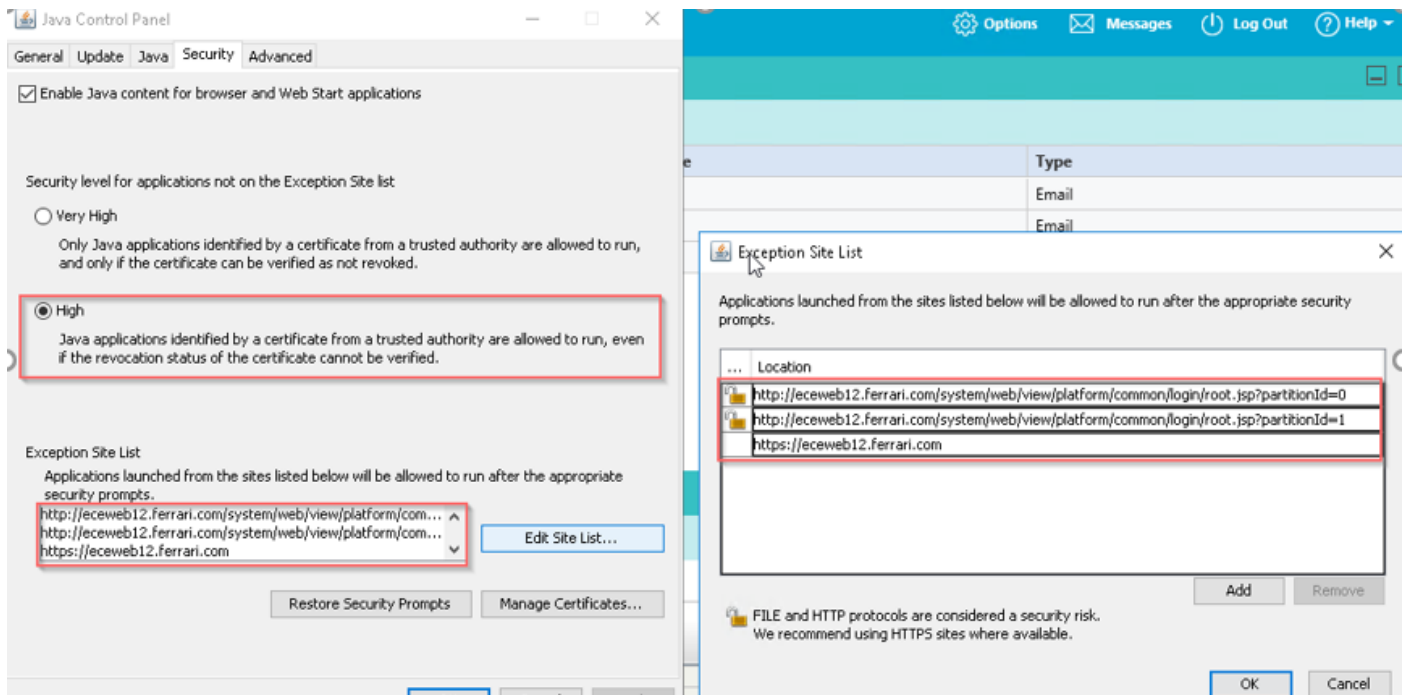 Java Control Panel
General Update Java Security Advanced
Enable Java content for browser and Web Start applications
Security level for applications not on the Exception Site list
Very High
Only Java applications identified by a certificate from a trusted authority are allowed to run,
and only if the certificate can be verified as not revoked.
High
Java applications identified by a certificate from a trusted authority are allowed to run, even
if the revocation status of the certificate cannot be verified.
Exception Site List
Applications launched from the sites listed below will be allowed to run after the appropriate
security prompts.
http://eceweb12.ferrari.com/system/web/view/platform/com...
http://eceweb12.ferrari.com/system/web/view/platform/com...
https://eceweb12.ferrari.com
Edit Site List...
Restore Security Prompts
Manage Certificates...
Options Messages Log Out Help
Type
Email
Email
Exception Site List
Applications launched from the sites listed below will be allowed to run after the appropriate security
prompts.
... Location
http://eceweb12.ferrari.com/system/web/view/platform/common/login/root.jsp?partitionId=0
http://eceweb12.ferrari.com/system/web/view/platform/common/login/root.jsp?partitionId=1
https://eceweb12.ferrari.com
Add Remove
FILE and HTTP protocols are considered a security risk.
We recommend using HTTPS sites where available.
OK Cancel